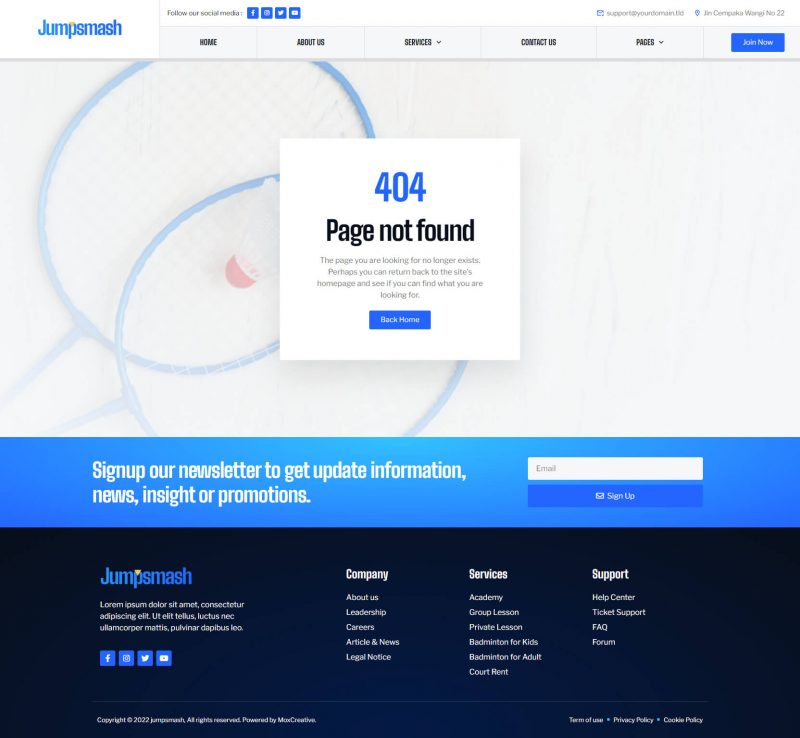 Jumpsmash
Follow our social media :
support@yourdomain.tld
Jln Cempaka Wangi No 22
HOME
ABOUT US
SERVICES
CONTACT US
PAGES
Join Now
404
Page not found
The page you are looking for no longer exists.
Perhaps you can return back to the site's
homepage and see if you can find what you are
looking for.
Back Home
Signup our newsletter to get update information,
news, insight or promotions.
Email
Sign Up
Jumpsmash
Lorem ipsum dolor sit amet, consectetur
adipiscing elit. Ut elit tellus, luctus nec
ullamcorper mattis, pulvinar dapibus leo.
Company
About us
Leadership
Careers
Article & News
Legal Notice
Services
Academy
Group Lesson
Private Lesson
Badminton for Kids
Badminton for Adult
Court Rent
Support
Help Center
Ticket Support
FAQ
Forum
Copyright © 2022 jumpsmash, All rights reserved. Powered by MoxCreative.
Term of use
Privacy Policy
Cookie Policy